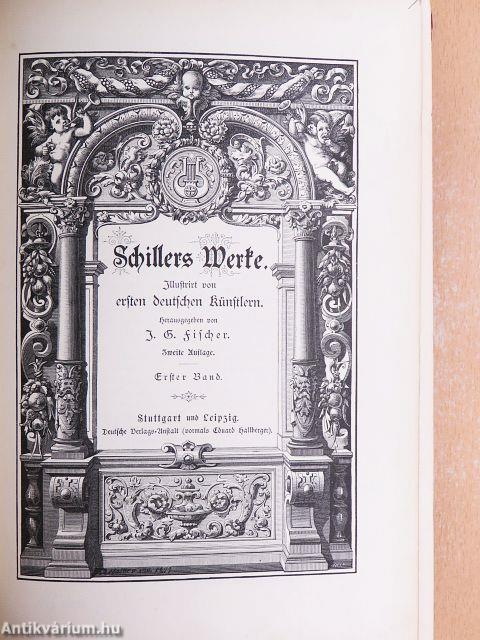 Schillers Werke.
Illustrirt von
ersten deutschen Künstlern.
Herausgegeben von
J. G. Fischer.
Zweite Auflage.
Erster Band.
Stuttgart und Leipzig.
Deutsche Verlags-Anstalt (vormals Eduard Hallberger).
Antikvárium.hu